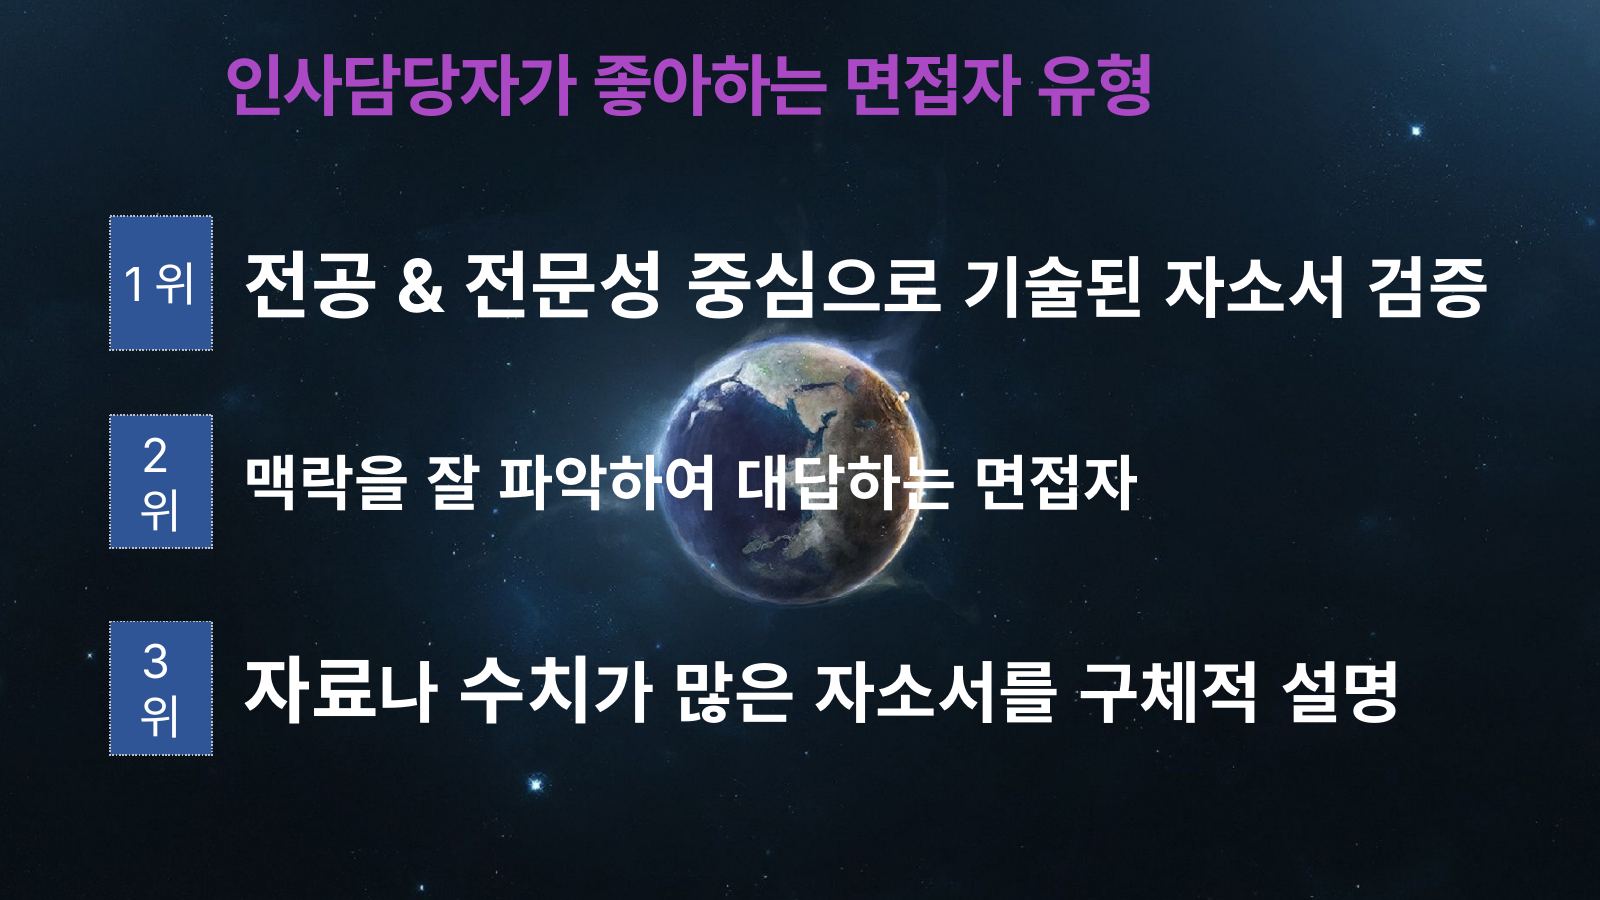 인사담당자가 좋아하는 면접자 유형
1위 전공 & 전문성 중심으로 기술된 자소서 검증
2위 맥락을 잘 파악하여 대답하는 면접자
3위 자료나 수치가 많은 자소서를 구체적 설명